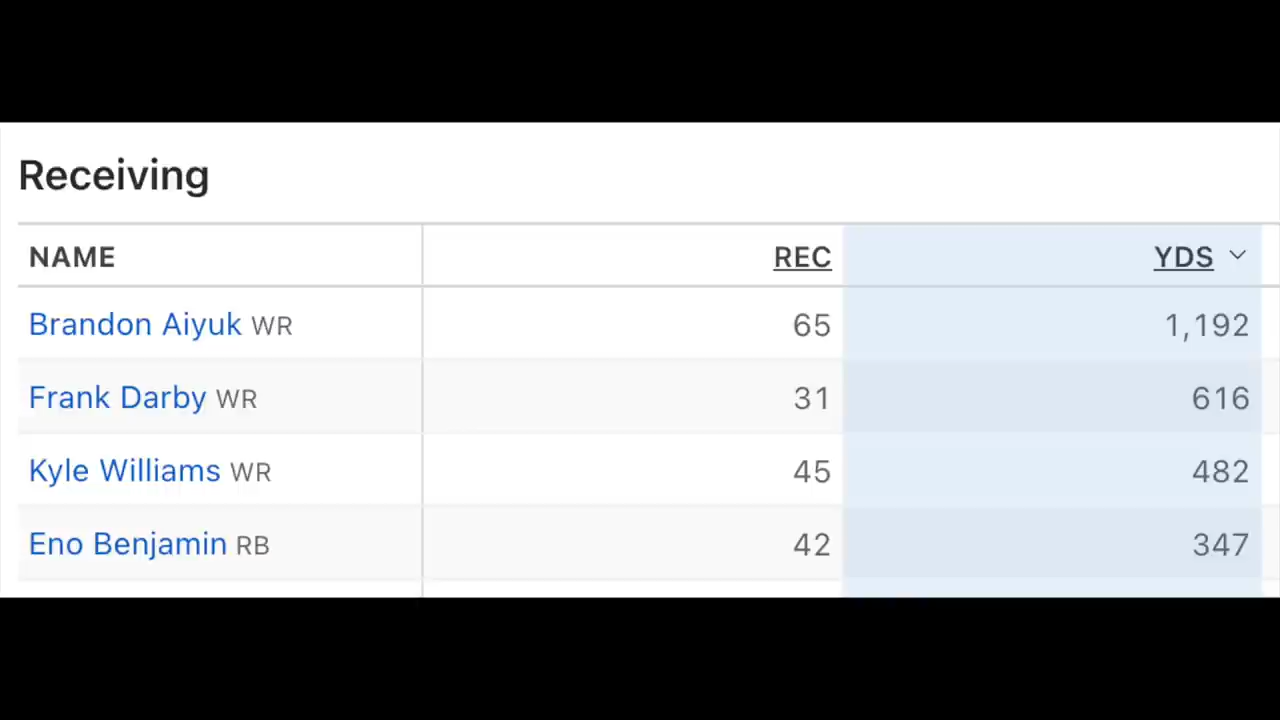 Receiving
NAME REC YDS
Brandon Aiyuk WR 65 1,192
Frank Darby WR 31 616
Kyle Williams WR 45 482
Eno Benjamin RB 42 347